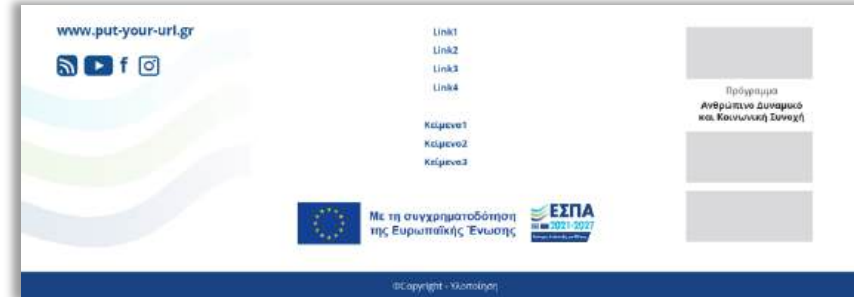 www.put-your-url.gr
f
Link1
Link2
Link3
Link4
Κείμενο1
Κείμενο2
Κείμενο3
Πρόγραμμα
Ανθρώπινο Δυναμικό
και Κοινωνική Συνοχή
Με τη συγχρηματοδότηση
της Ευρωπαϊκής Ένωσης
ΕΣΠΑ
2021-2027
©Copyright - Υλοποίηση